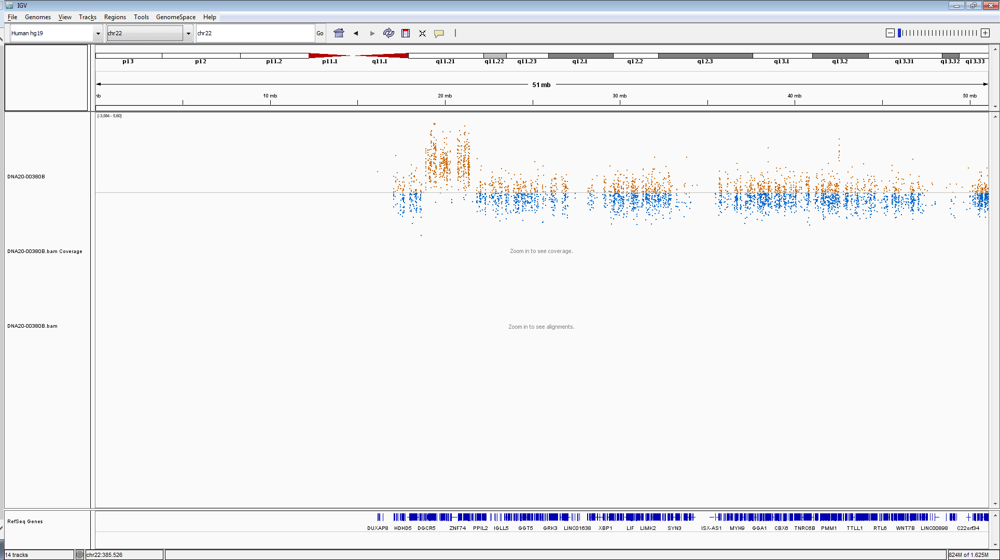 IGV
File Genomes View Tracks Regions Tools GenomeSpace Help
Human hg19 chr22 chr22 Go
p13 p12 p11.2 p11.1 q11.1 q11.21 q11.22 q11.23 q12.1 q12.2 q12.3 q13.1 q13.2 q13.31 q13.32 q13.33
51 mb
mb 10 mb 20 mb 30 mb 40 mb 50 mb
[-3,584 - 5,60]
DNA20-00380B
DNA20-00380B.bam Coverage Zoom in to see coverage.
DNA20-00380B.bam Zoom in to see alignments.
RefSeq Genes
DUXAP8 HDHD5 DGCR5 ZNF74 PPIL2 IGLL5 GGT5 GRK3 LINC01638 XBP1 LIF LIMK2 SYN3 ISX-AS1 MYH9 GGA1 CBX6 TNRC6B PMM1 TTLL1 RTL6 WNT7B LINC00898 C22orf34
14 tracks chr22:385.526 824M of 1.625M